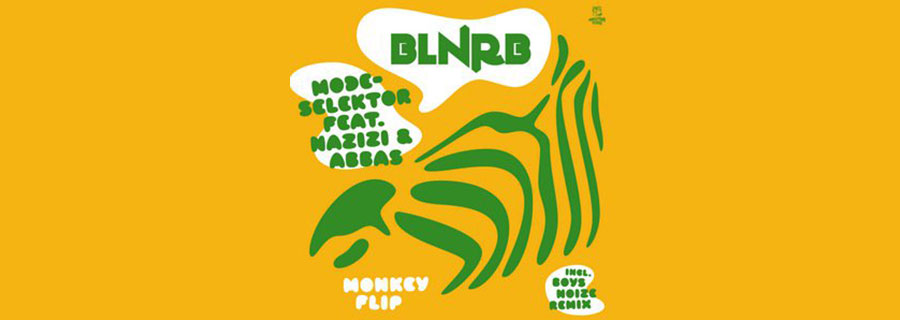 BLNRB
MODE-
SELEKTOR
FEAT.
NAZIZI &
ABBAS
MONKEY
FLIP
INCL.
BOYS
NOIZE
REMIX